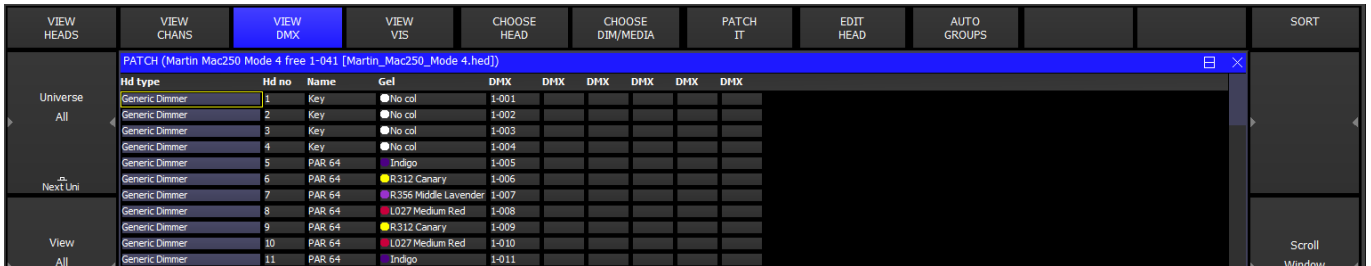 VIEW HEADS
VIEW CHANS
VIEW DMX
VIEW VIS
CHOOSE HEAD
CHOOSE DIM/MEDIA
PATCH IT
EDIT HEAD
AUTO GROUPS
SORT
Universe
All
Next Uni
View
All
PATCH (Martin Mac250 Mode 4 free 1-041 [Martin_Mac250_Mode 4.hed])
Hd type Hd no Name Gel DMX DMX DMX DMX DMX DMX
Generic Dimmer 1 Key No col 1-001
Generic Dimmer 2 Key No col 1-002
Generic Dimmer 3 Key No col 1-003
Generic Dimmer 4 Key No col 1-004
Generic Dimmer 5 PAR 64 Indigo 1-005
Generic Dimmer 6 PAR 64 R312 Canary 1-006
Generic Dimmer 7 PAR 64 R356 Middle Lavender 1-007
Generic Dimmer 8 PAR 64 L027 Medium Red 1-008
Generic Dimmer 9 PAR 64 R312 Canary 1-009
Generic Dimmer 10 PAR 64 L027 Medium Red 1-010
Generic Dimmer 11 PAR 64 Indigo 1-011
Scroll
Window